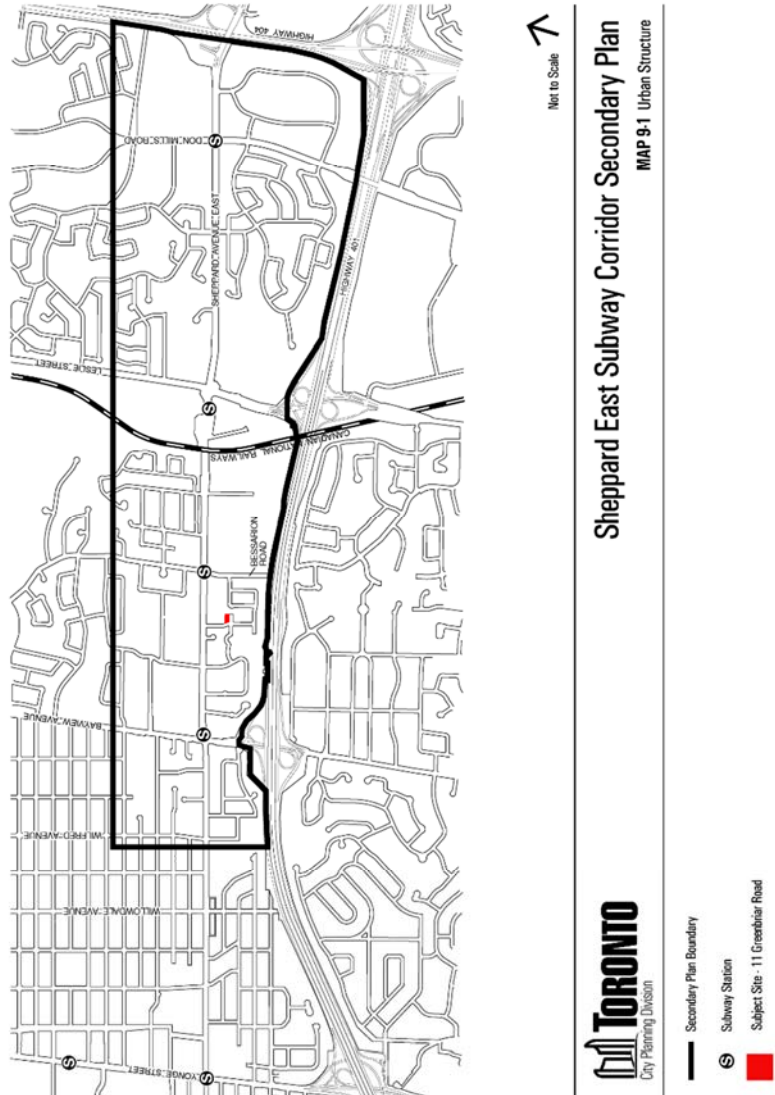 HIGHWAY 404
DON MILLS ROAD
S
SHEPPARD AVENUE EAST
HIGHWAY 401
LESLIE STREET
S
CANADIAN NATIONAL RAILWAYS
BESSARION
ROAD
S
BAYVIEW AVENUE
S
WILFRED AVENUE
WILLOWDALE AVENUE
S
YONGE STREET
S
Not to Scale
Sheppard East Subway Corridor Secondary Plan
MAP 9-1 Urban Structure
TORONTO
City Planning Division
Secondary Plan Boundary
S Subway Station
Subject Site - 11 Greenbriar Road